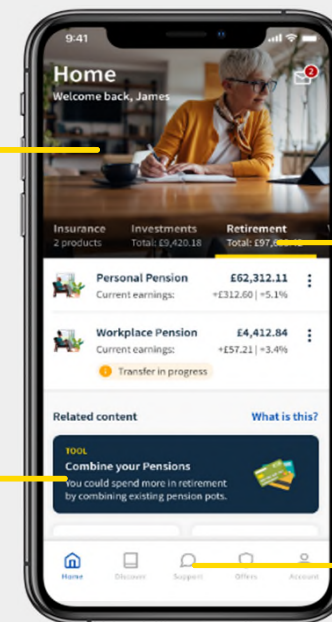 9:41
Home
2
Welcome back, James
Insurance
Investments
Retirement
2 products
Total: £9,420.18
Total: £97,
Personal Pension
£62,312.11
Current earnings:
+£312.60 | +5.1%
Workplace Pension
£4,412.84
Current earnings:
+£57.21 | +3.4%
Transfer in progress
Related content
What is this?
TOOL
Combine your Pensions
You could spend more in retirement
by combining existing pension pots.
Home
Discover
Support
Offers
Account